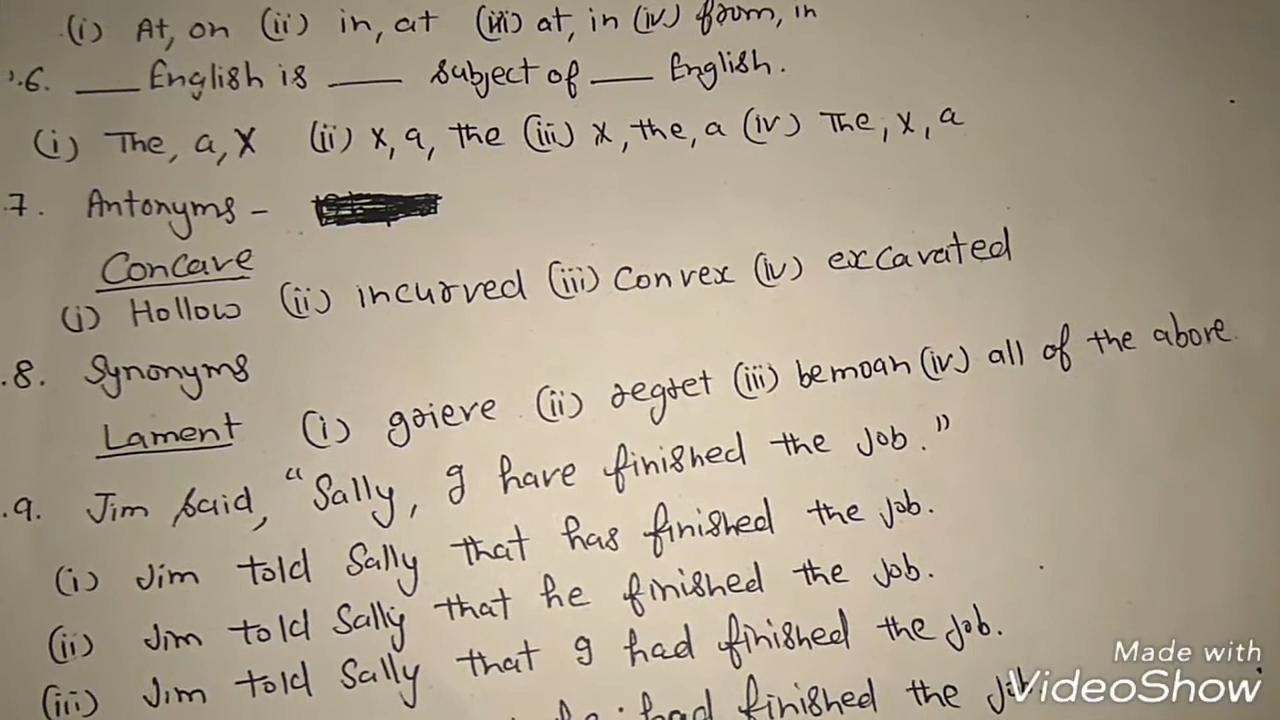 (i) At, on (ii) in, at (iii) at, in (iv) from, in
.6. ___ English is ___ subject of ___ English.
(i) The, a, X (ii) X, a, the (iii) X, the, a (iv) The, X, a
.7. Antonyms -
Concave
(i) Hollow (ii) incurved (iii) Convex (iv) excavated
.8. Synonyms
Lament (i) grieve (ii) regret (iii) bemoan (iv) all of the above.
.9. Jim said, "Sally, I have finished the job."
(i) Jim told Sally that has finished the job.
(ii) Jim told Sally that he finished the job.
(iii) Jim told Sally that I had finished the job.
had finished the job
Made with
VideoShow